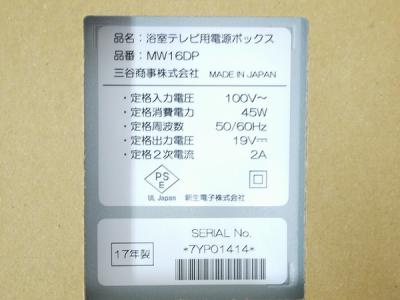 品名：浴室テレビ用電源ボックス
品番：MW16DP
三谷商事株式会社 MADE IN JAPAN
・定格入力電圧 100V～
・定格消費電力 45W
・定格周波数 50/60Hz
・定格出力電圧 19V⎓
・定格2次電流 2A
PS
E
UL Japan 新生電子株式会社
SERIAL No.
17年製 *7YP01414*